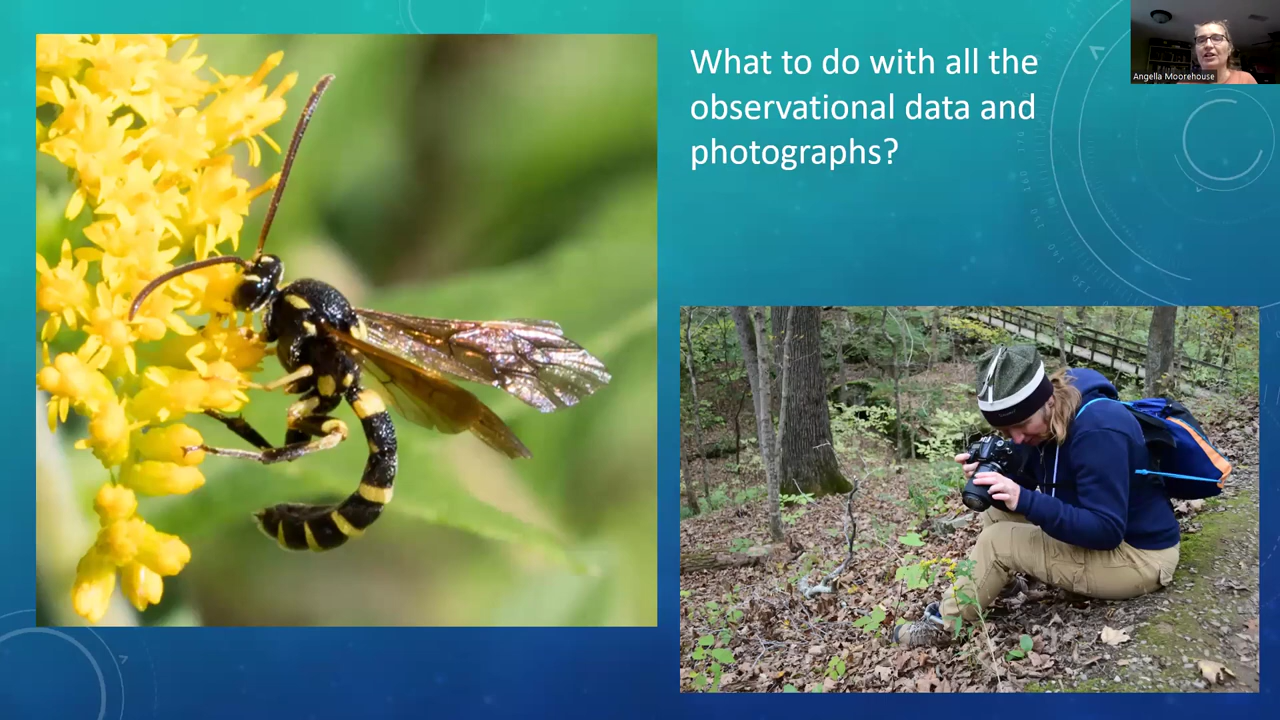 What to do with all the
observational data and
photographs?
Angella Moorehouse